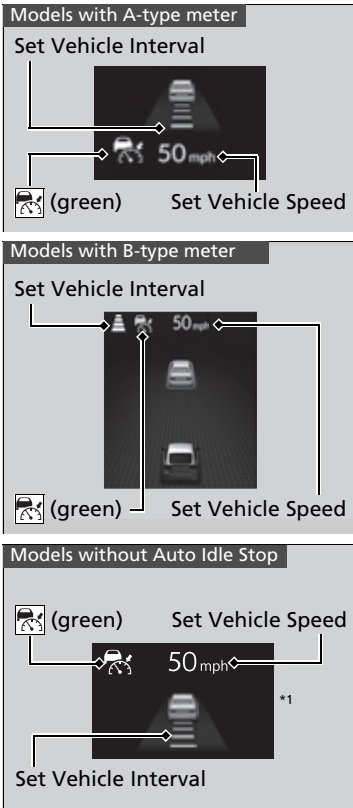 Models with A-type meter
Set Vehicle Interval
50 mph
(green) Set Vehicle Speed
Models with B-type meter
Set Vehicle Interval
50 mph
(green) Set Vehicle Speed
Models without Auto Idle Stop
(green) Set Vehicle Speed
50 mph
*1
Set Vehicle Interval